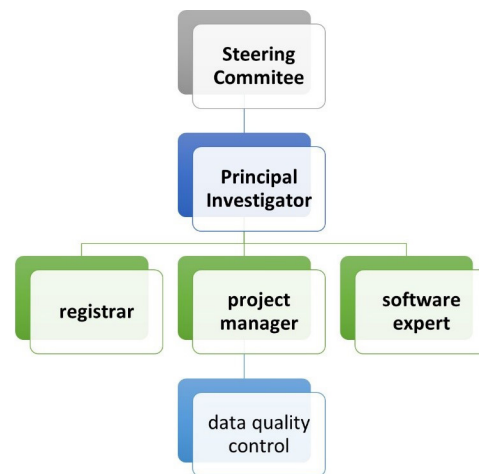 Steering
Commitee
Principal
Investigator
registrar
project
manager
software
expert
data quality
control